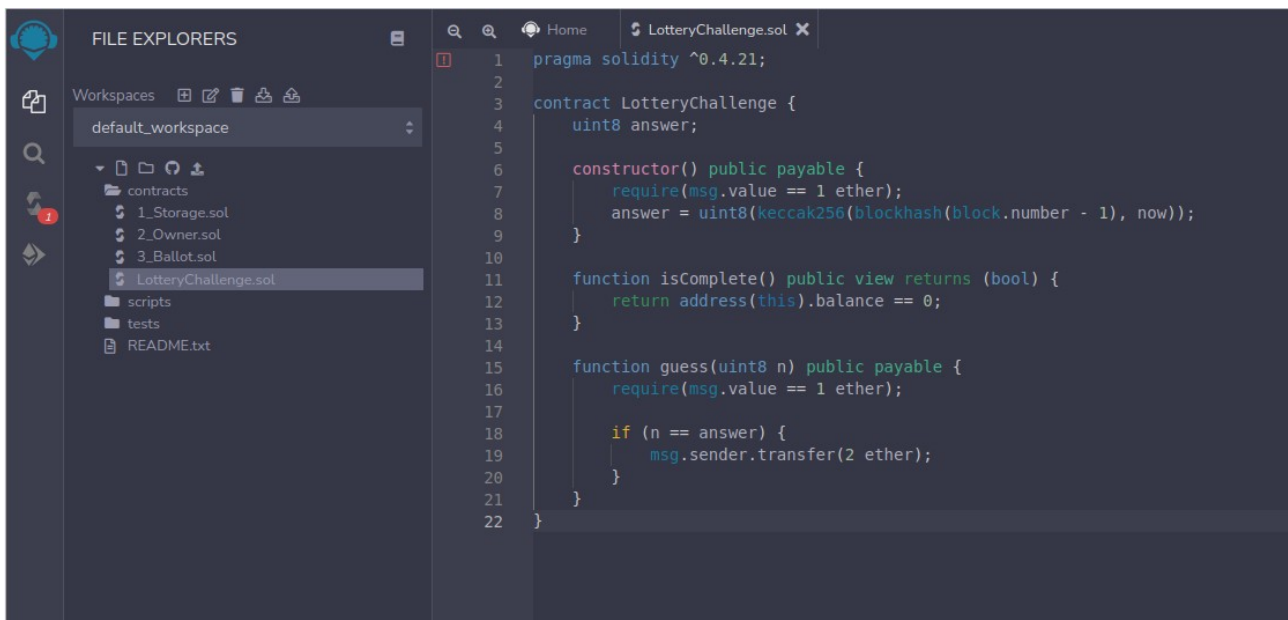 FILE EXPLORERS
Workspaces
default_workspace
contracts
1_Storage.sol
2_Owner.sol
3_Ballot.sol
LotteryChallenge.sol
scripts
tests
README.txt
1
Home
LotteryChallenge.sol
1 pragma solidity ^0.4.21;
2
3 contract LotteryChallenge {
4 uint8 answer;
5
6 constructor() public payable {
7 require(msg.value == 1 ether);
8 answer = uint8(keccak256(blockhash(block.number - 1), now));
9 }
10
11 function isComplete() public view returns (bool) {
12 return address(this).balance == 0;
13 }
14
15 function guess(uint8 n) public payable {
16 require(msg.value == 1 ether);
17
18 if (n == answer) {
19 msg.sender.transfer(2 ether);
20 }
21 }
22 }